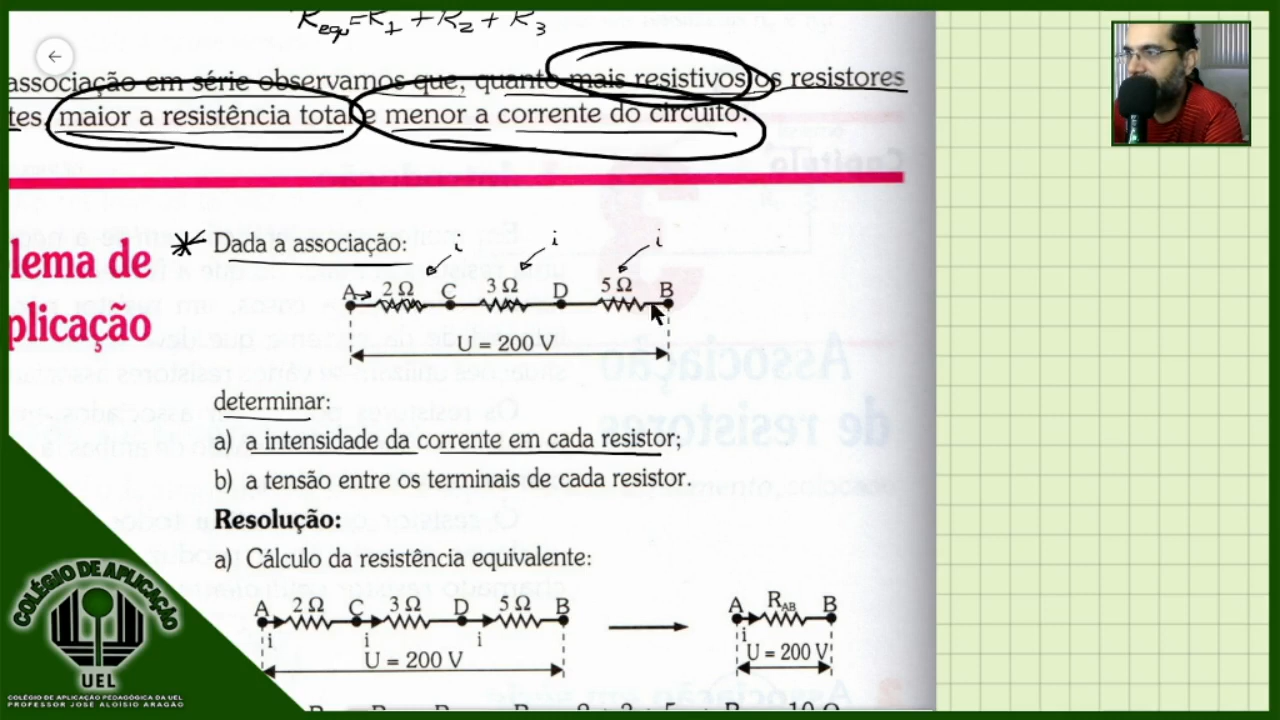 Requ=R1 + R2 + R3
associação em série observamos que, quanto mais resistivos os resistores
tes, maior a resistência total e menor a corrente do circuito.
lema de
plicação
Dada a associação:
i i i
A 2 Ω C 3 Ω D 5 Ω B
U = 200 V
determinar:
a) a intensidade da corrente em cada resistor;
b) a tensão entre os terminais de cada resistor.
Resolução:
a) Cálculo da resistência equivalente:
A 2 Ω C 3 Ω D 5 Ω B A RAB B
i i i i
U = 200 V U = 200 V
COLÉGIO DE APLICAÇÃO
UEL
COLÉGIO DE APLICAÇÃO PEDAGÓGICA DA UEL
PROFESSOR JOSÉ ALOÍSIO ARAGÃO